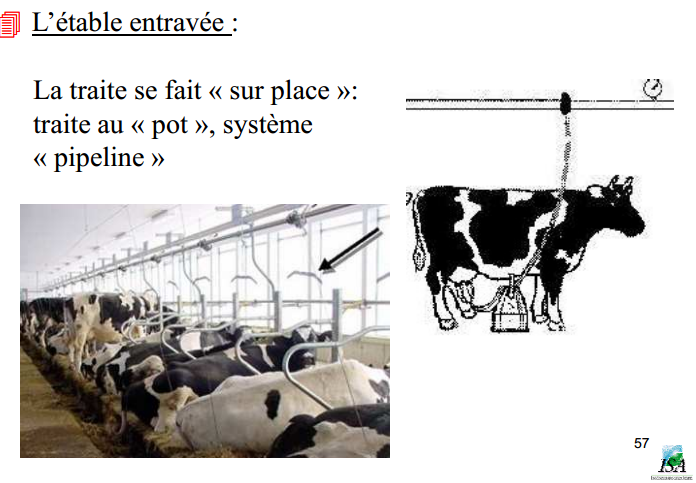 L’étable entravée :
La traite se fait « sur place »:
traite au « pot », système
« pipeline »
57
ISA